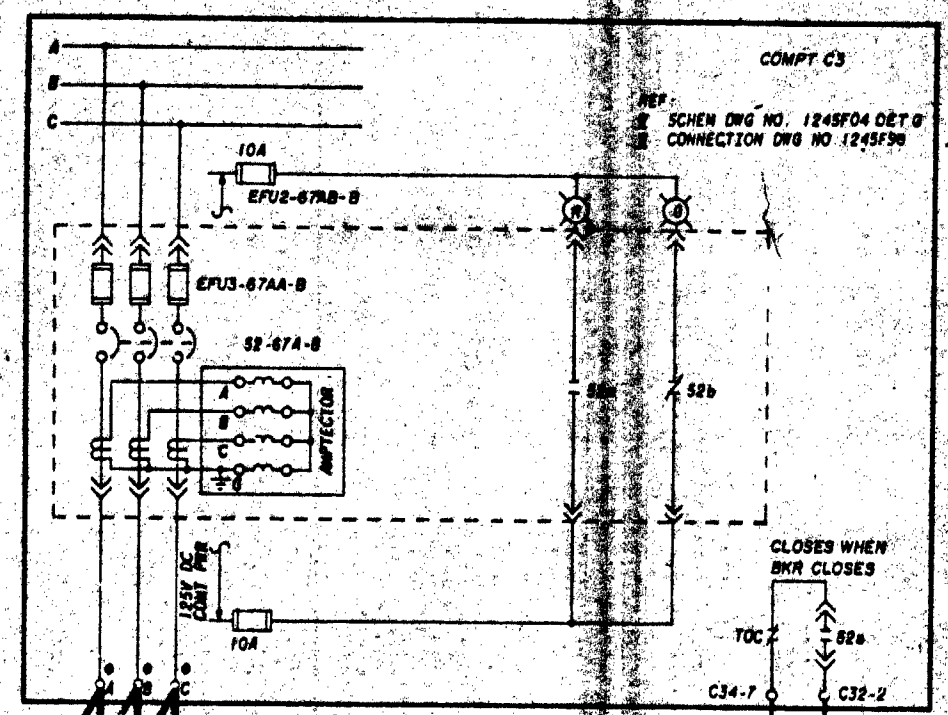 A
COMPT C3
B
C
REF:
SCHEM DWG NO. 1245F04 DET G
CONNECTION DWG NO 1245F90
10A
EFU2-67AB-B
R
G
EFU3-67AA-B
52-67A-B
A
B
C
G
AMPTECTOR
52a
52b
125V DC
CONT PWR
10A
CLOSES WHEN
BKR CLOSES
TOC
52a
A
B
C
C34-7
C32-2